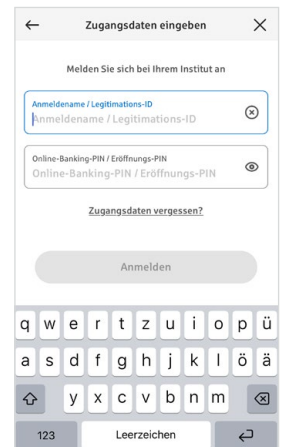 Zugangsdaten eingeben
Melden Sie sich bei Ihrem Institut an
Anmeldename / Legitimations-ID
Anmeldename / Legitimations-ID
Online-Banking-PIN / Eröffnungs-PIN
Online-Banking-PIN / Eröffnungs-PIN
Zugangsdaten vergessen?
Anmelden
q w e r t z u i o p ü
a s d f g h j k l ö ä
y x c v b n m
123 Leerzeichen